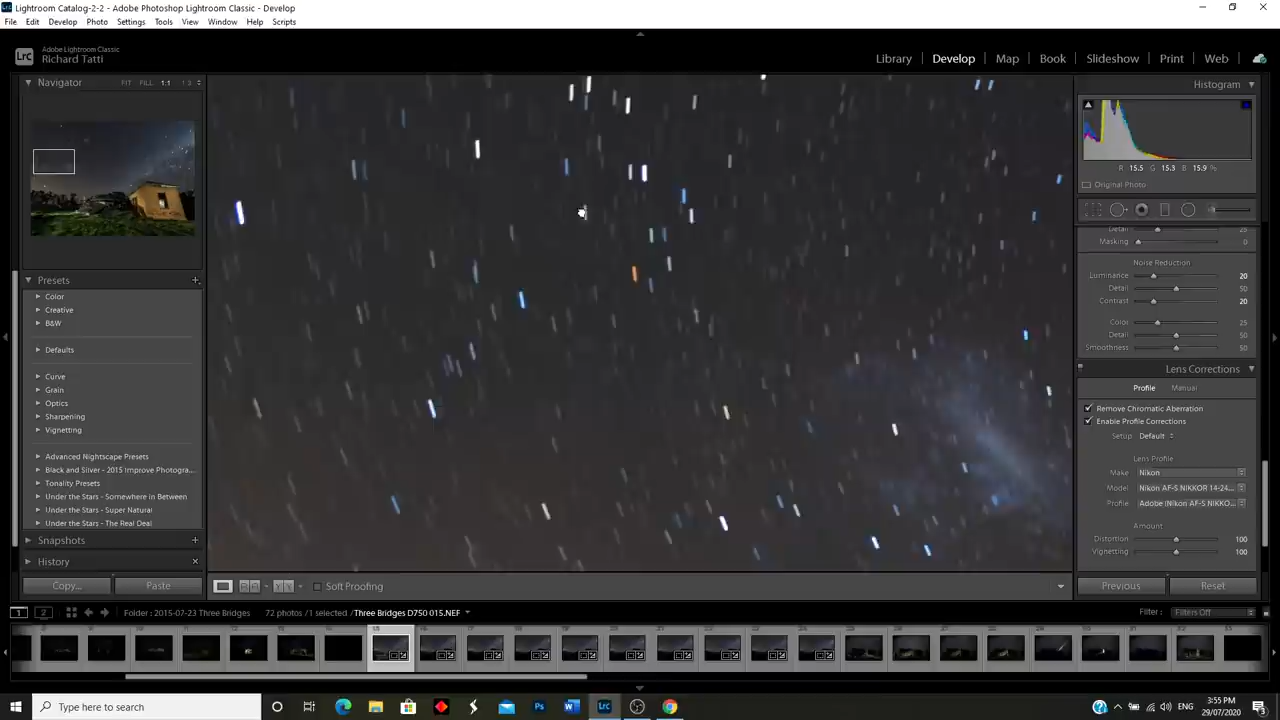 Lightroom Catalog-2-2 - Adobe Photoshop Lightroom Classic - Develop
File Edit Develop Photo Settings Tools View Window Help Scripts
Adobe Lightroom Classic
Richard Tatti
Library Develop Map Book Slideshow Print Web
Navigator FIT FILL 1:1
Histogram
R 15.5 G 15.3 B 15.9 %
Original Photo
Detail 25
Masking 0
Noise Reduction
Luminance 20
Detail 50
Contrast 20
Color 25
Detail 50
Smoothness 50
Lens Corrections
Profile Manual
Remove Chromatic Aberration
Enable Profile Corrections
Setup Default
Lens Profile
Make Nikon
Model Nikon AF-S NIKKOR 14-24...
Profile Adobe (Nikon AF-S NIKKO...
Amount
Distortion 100
Vignetting 100
Previous Reset
Presets
Color
Creative
B&W
Defaults
Curve
Grain
Optics
Sharpening
Vignetting
Advanced Nightscape Presets
Black and Silver - 2015 Improve Photogra...
Tonality Presets
Under the Stars - Somewhere in Between
Under the Stars - Super Natural
Under the Stars - The Real Deal
Snapshots
History
Copy... Paste
Soft Proofing
1 2 Folder : 2015-07-23 Three Bridges 72 photos /1 selected /Three Bridges D750 015.NEF Filter : Filters Off
Type here to search
ENG
3:55 PM
29/07/2020
3